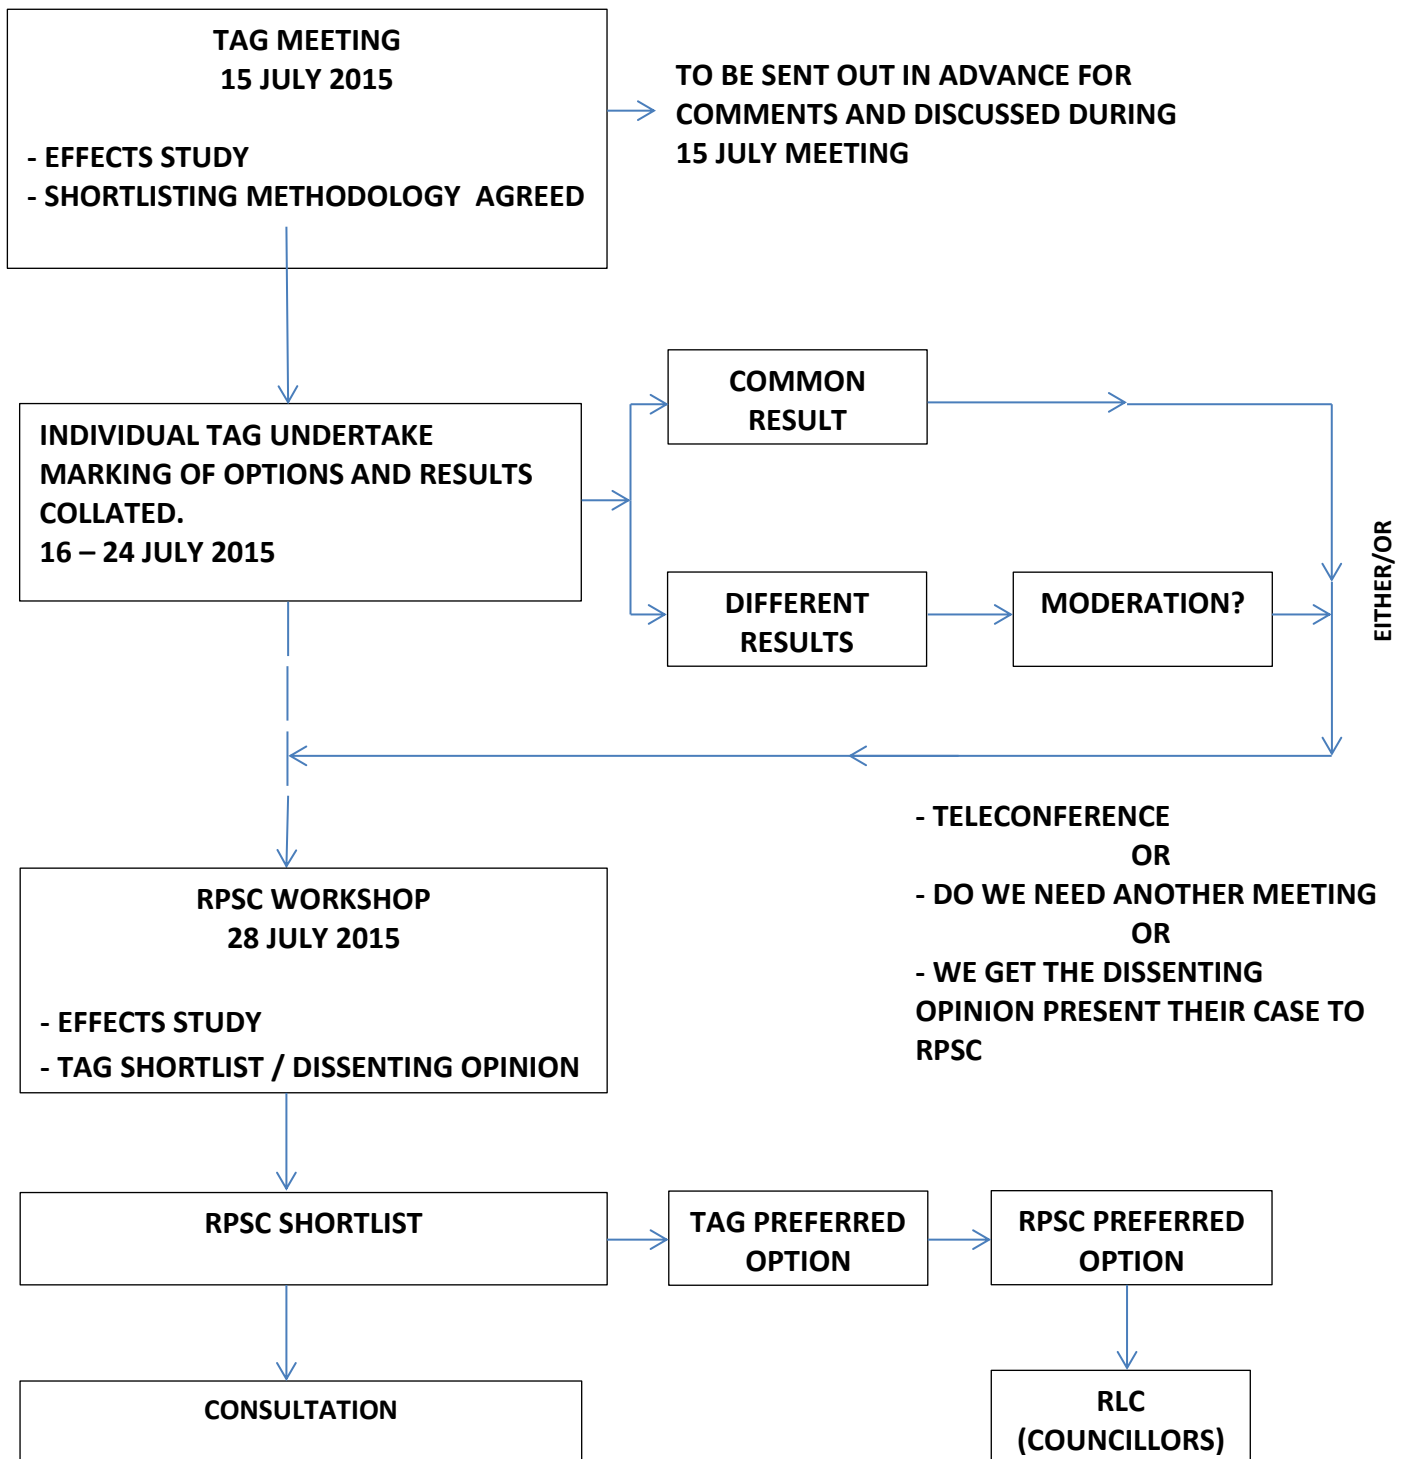 TAG MEETING
15 JULY 2015
- EFFECTS STUDY
- SHORTLISTING METHODOLOGY AGREED
TO BE SENT OUT IN ADVANCE FOR
COMMENTS AND DISCUSSED DURING
15 JULY MEETING
INDIVIDUAL TAG UNDERTAKE
MARKING OF OPTIONS AND RESULTS
COLLATED.
16 – 24 JULY 2015
COMMON
RESULT
DIFFERENT
RESULTS
MODERATION?
EITHER/OR
- TELECONFERENCE
OR
- DO WE NEED ANOTHER MEETING
OR
- WE GET THE DISSENTING
OPINION PRESENT THEIR CASE TO
RPSC
RPSC WORKSHOP
28 JULY 2015
- EFFECTS STUDY
- TAG SHORTLIST / DISSENTING OPINION
RPSC SHORTLIST
TAG PREFERRED
OPTION
RPSC PREFERRED
OPTION
CONSULTATION
RLC
(COUNCILLORS)